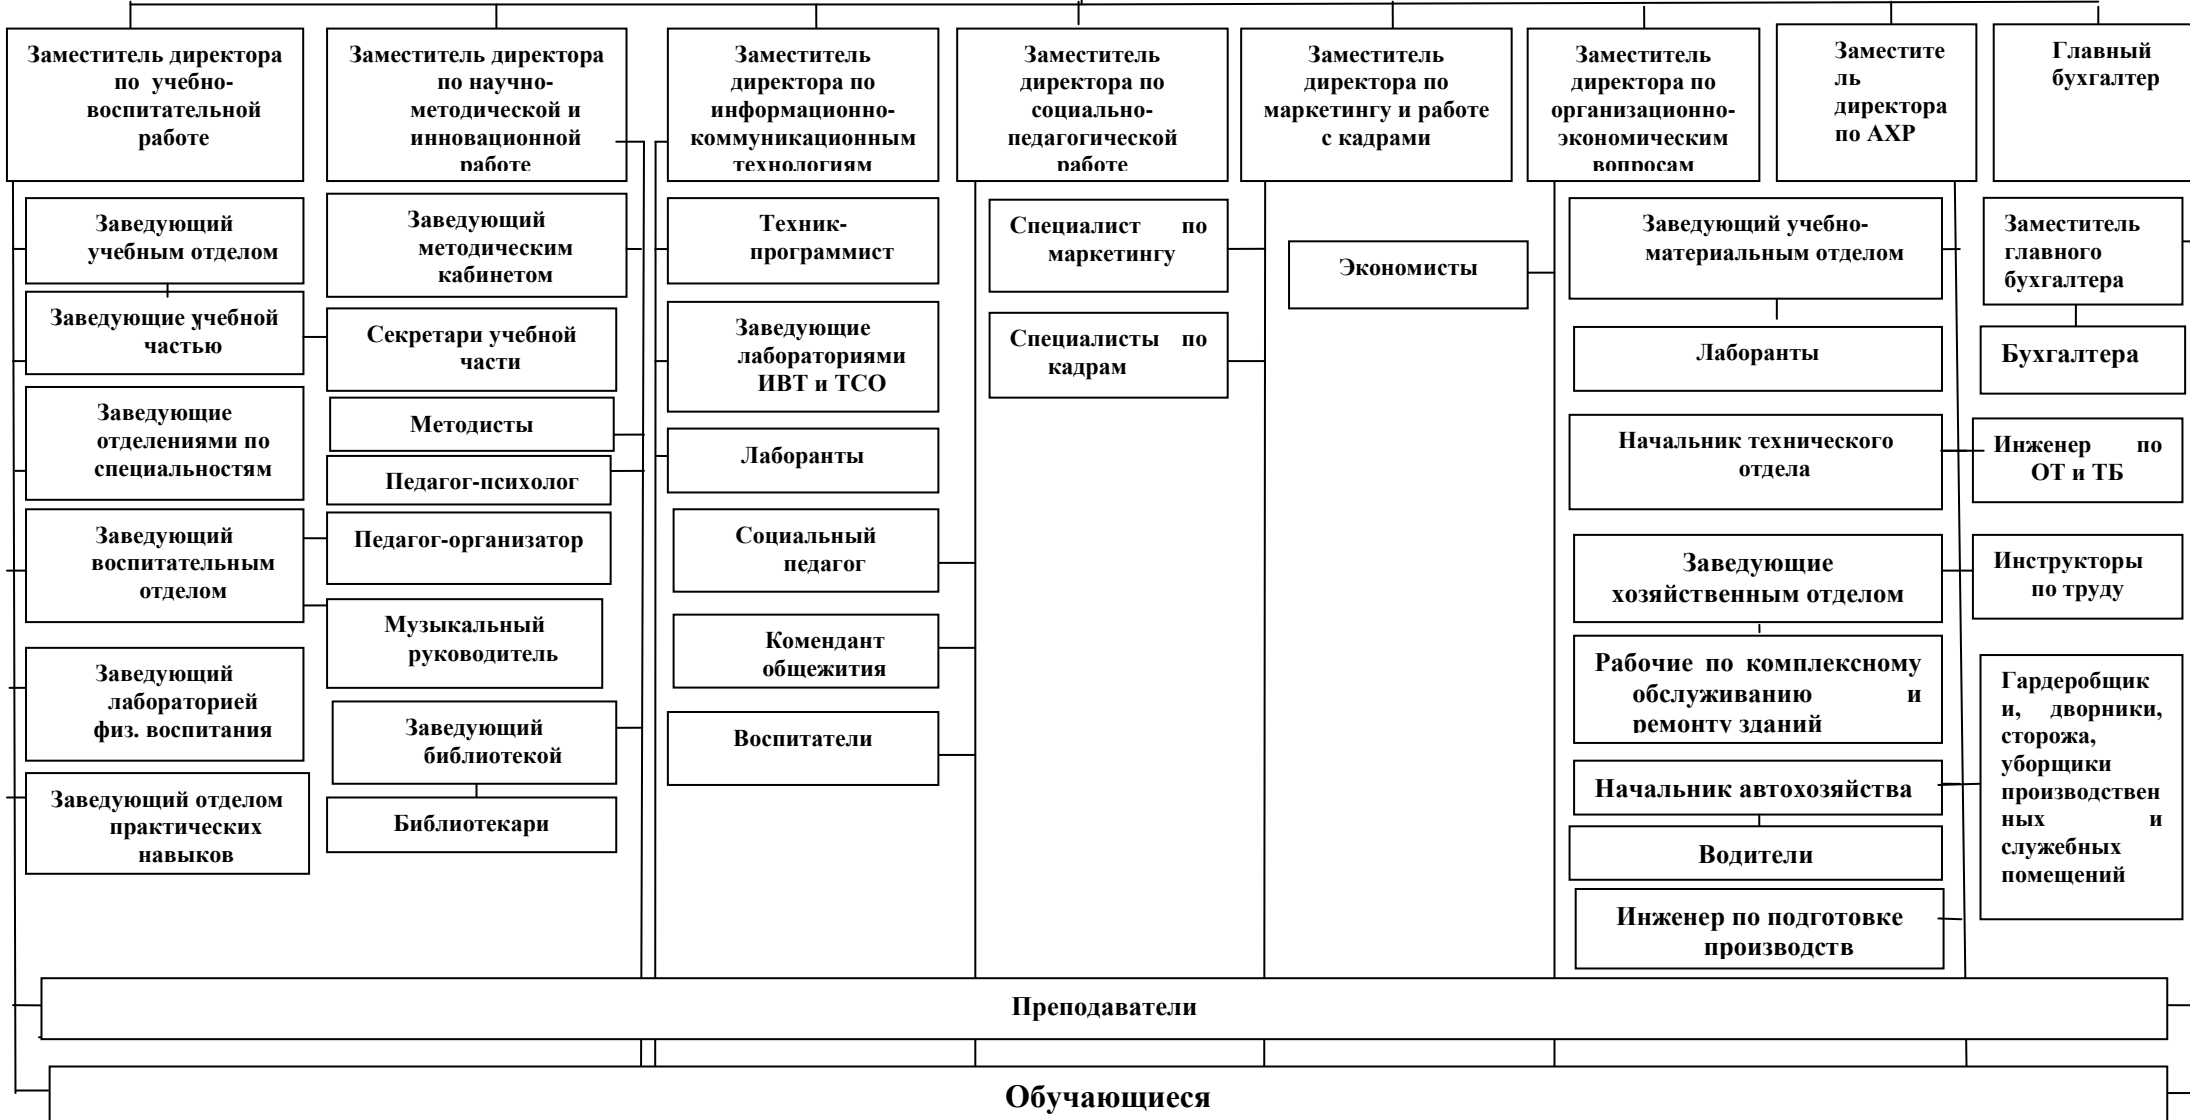 Заместитель директора
по учебно-
воспитательной
работе
Заместитель директора
по научно-
методической и
инновационной
работе
Заместитель
директора по
информационно-
коммуникационным
технологиям
Заместитель
директора по
социально-
педагогической
работе
Заместитель
директора по
маркетингу и работе
с кадрами
Заместитель
директора по
организационно-
экономическим
вопросам
Заместите
ль
директора
по АХР
Главный
бухгалтер
Заведующий
учебным отделом
Заведующий
методическим
кабинетом
Техник-
программист
Специалист по
маркетингу
Экономисты
Заведующий учебно-
материальным отделом
Заместитель
главного
бухгалтера
Заведующие учебной
частью
Секретари учебной
части
Заведующие
лабораториями
ИВТ и ТСО
Специалисты по
кадрам
Лаборанты
Бухгалтера
Заведующие
отделениями по
специальностям
Методисты
Педагог-психолог
Лаборанты
Начальник технического
отдела
Инженер по
ОТ и ТБ
Заведующий
воспитательным
отделом
Педагог-организатор
Социальный
педагог
Заведующие
хозяйственным отделом
Инструкторы
по труду
Музыкальный
руководитель
Комендант
общежития
Рабочие по комплексному
обслуживанию и
ремонту зданий
Гардеробщик
и, дворники,
сторожа,
уборщики
производствен
ных и
служебных
помещений
Заведующий
лабораторией
физ. воспитания
Заведующий
библиотекой
Воспитатели
Начальник автохозяйства
Заведующий отделом
практических
навыков
Библиотекари
Водители
Инженер по подготовке
производств
Преподаватели
Обучающиеся